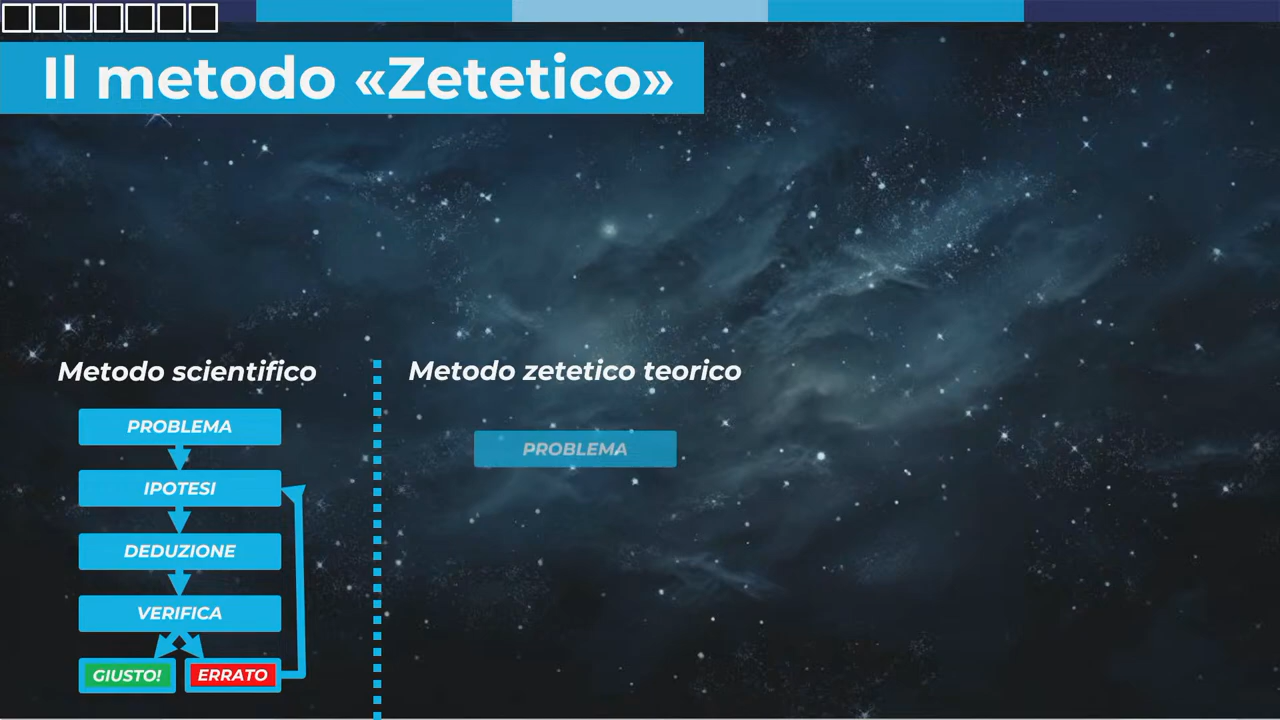 Il metodo «Zetetico»
Metodo scientifico
PROBLEMA
IPOTESI
DEDUZIONE
VERIFICA
GIUSTO!
ERRATO
Metodo zetetico teorico
PROBLEMA